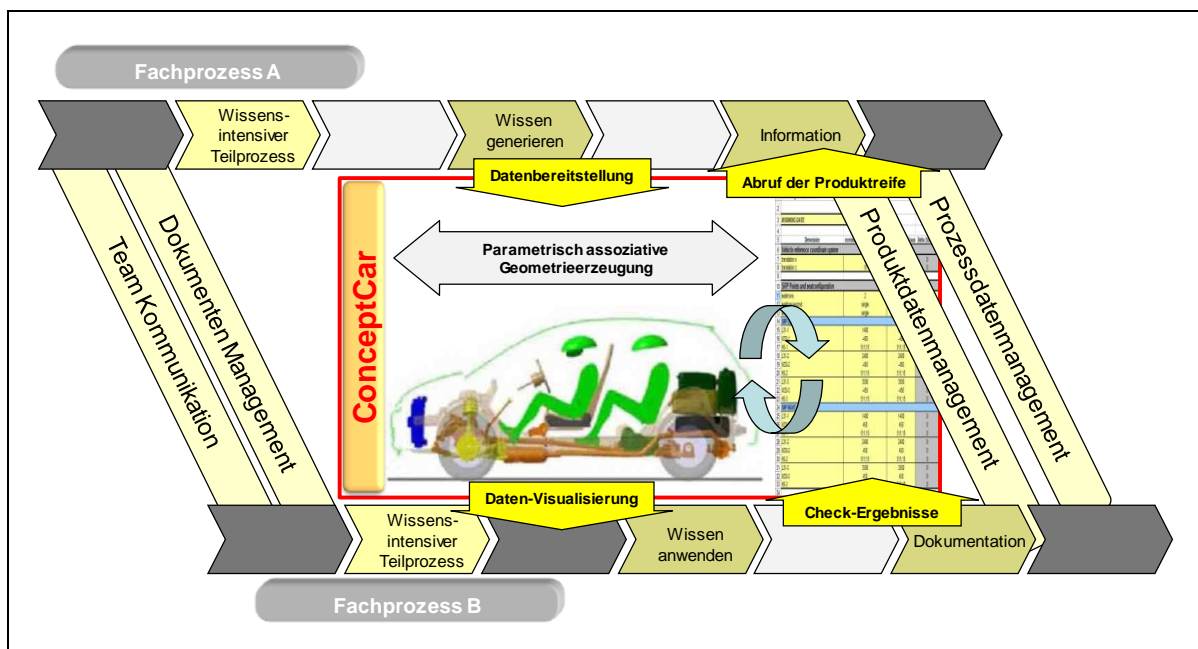 Fachprozess A
Wissens-
intensiver
Teilprozess
Wissen
generieren
Information
Datenbereitstellung
Abruf der Produktreife
Team Kommunikation
Dokumenten Management
ConceptCar
Parametrisch assoziative
Geometrieerzeugung
Produktdatenmanagement
Prozessdatenmanagement
Dimension
Daten-Visualisierung
Check-Ergebnisse
Wissens-
intensiver
Teilprozess
Wissen
anwenden
Dokumentation
Fachprozess B